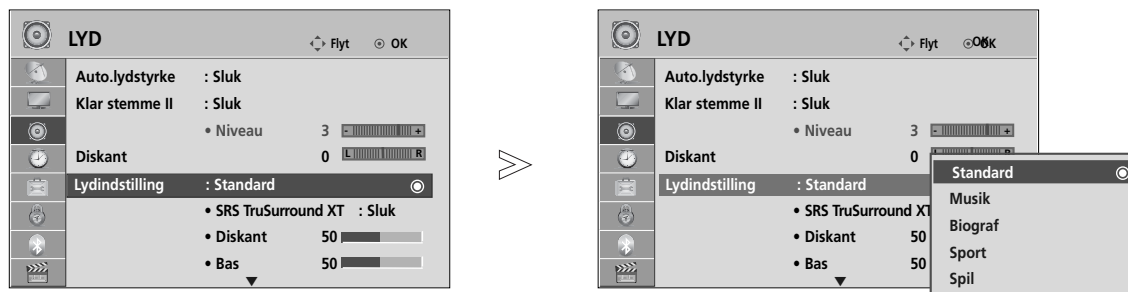 LYD
Flyt OK
Auto.lydstyrke : Sluk
Klar stemme II : Sluk
• Niveau 3 - +
Diskant 0 L R
Lydindstilling : Standard
• SRS TruSurround XT : Sluk
• Diskant 50
• Bas 50
LYD
Flyt OK
Auto.lydstyrke : Sluk
Klar stemme II : Sluk
• Niveau 3 - +
Diskant 0
Lydindstilling : Standard
• SRS TruSurround XT
• Diskant 50
• Bas 50
Standard
Musik
Biograf
Sport
Spil